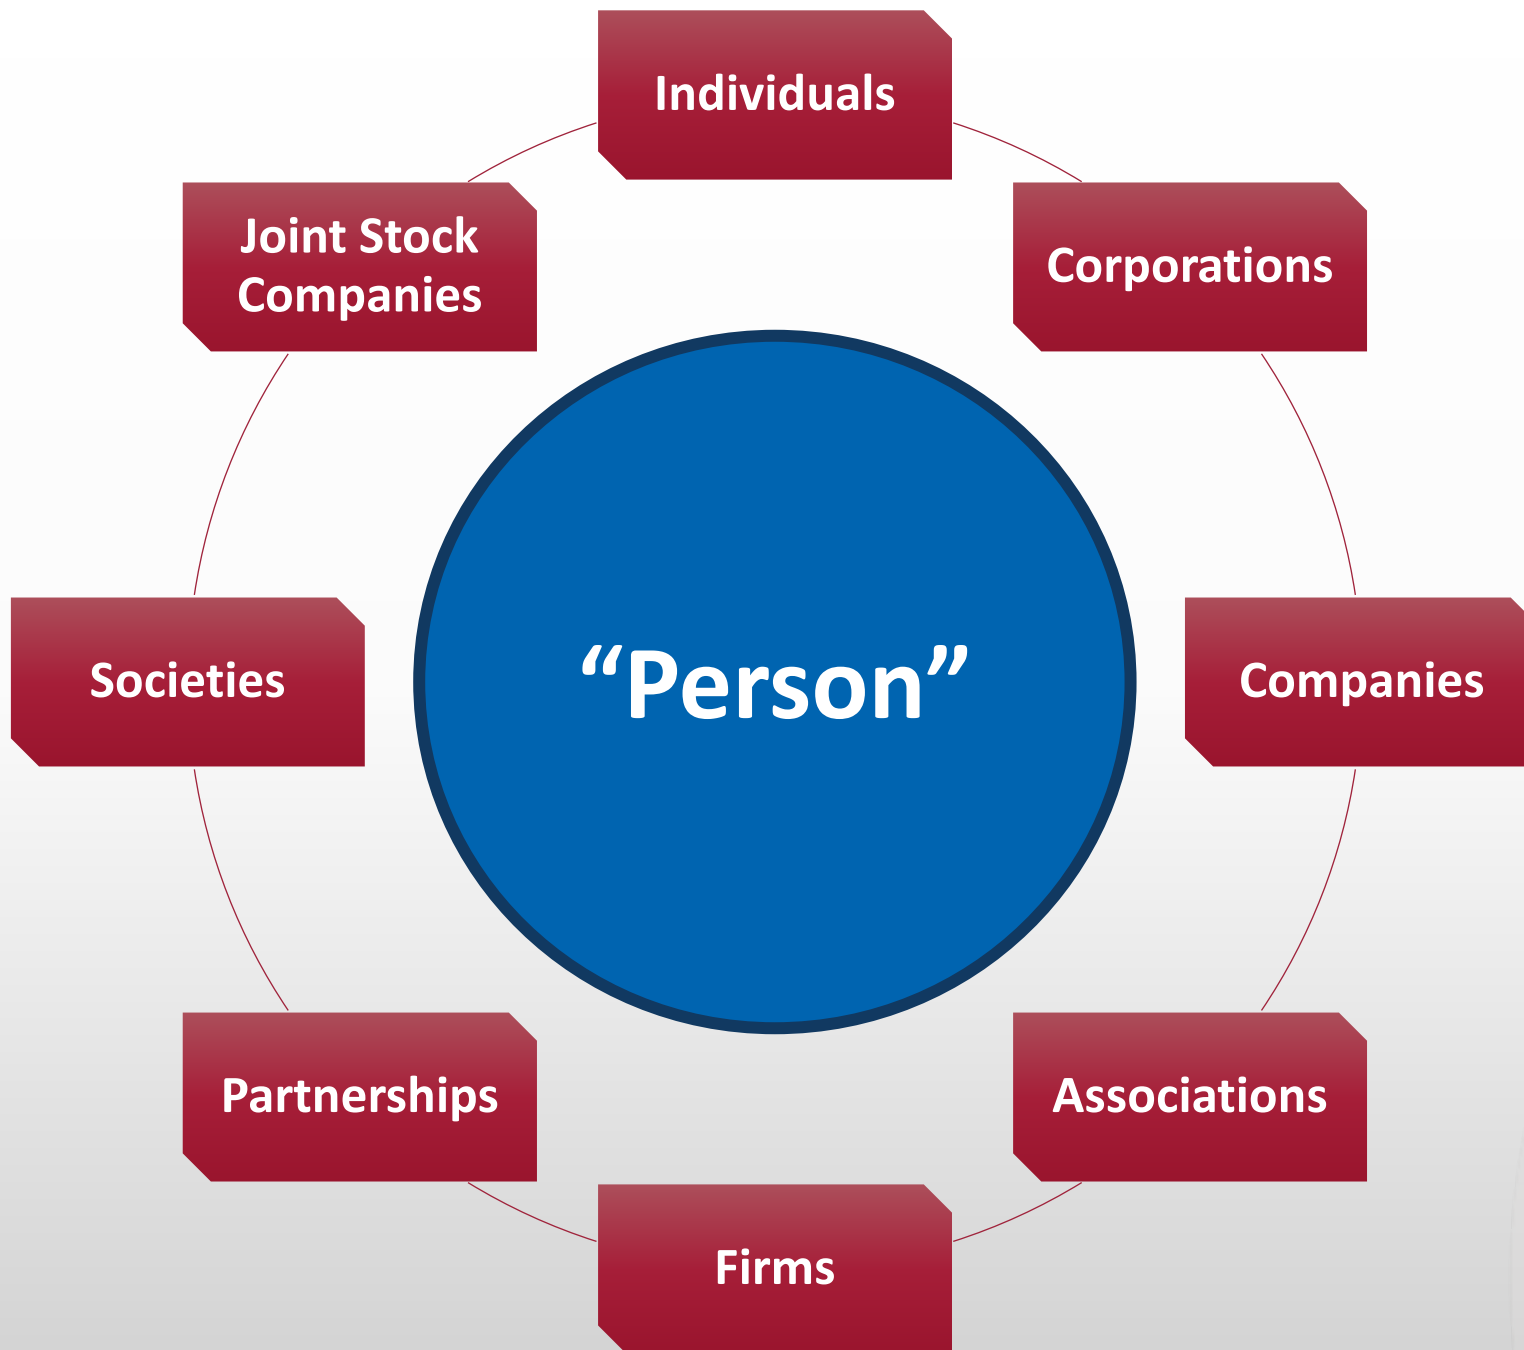 Individuals
Joint Stock
Companies
Corporations
Societies
“Person”
Companies
Partnerships
Associations
Firms